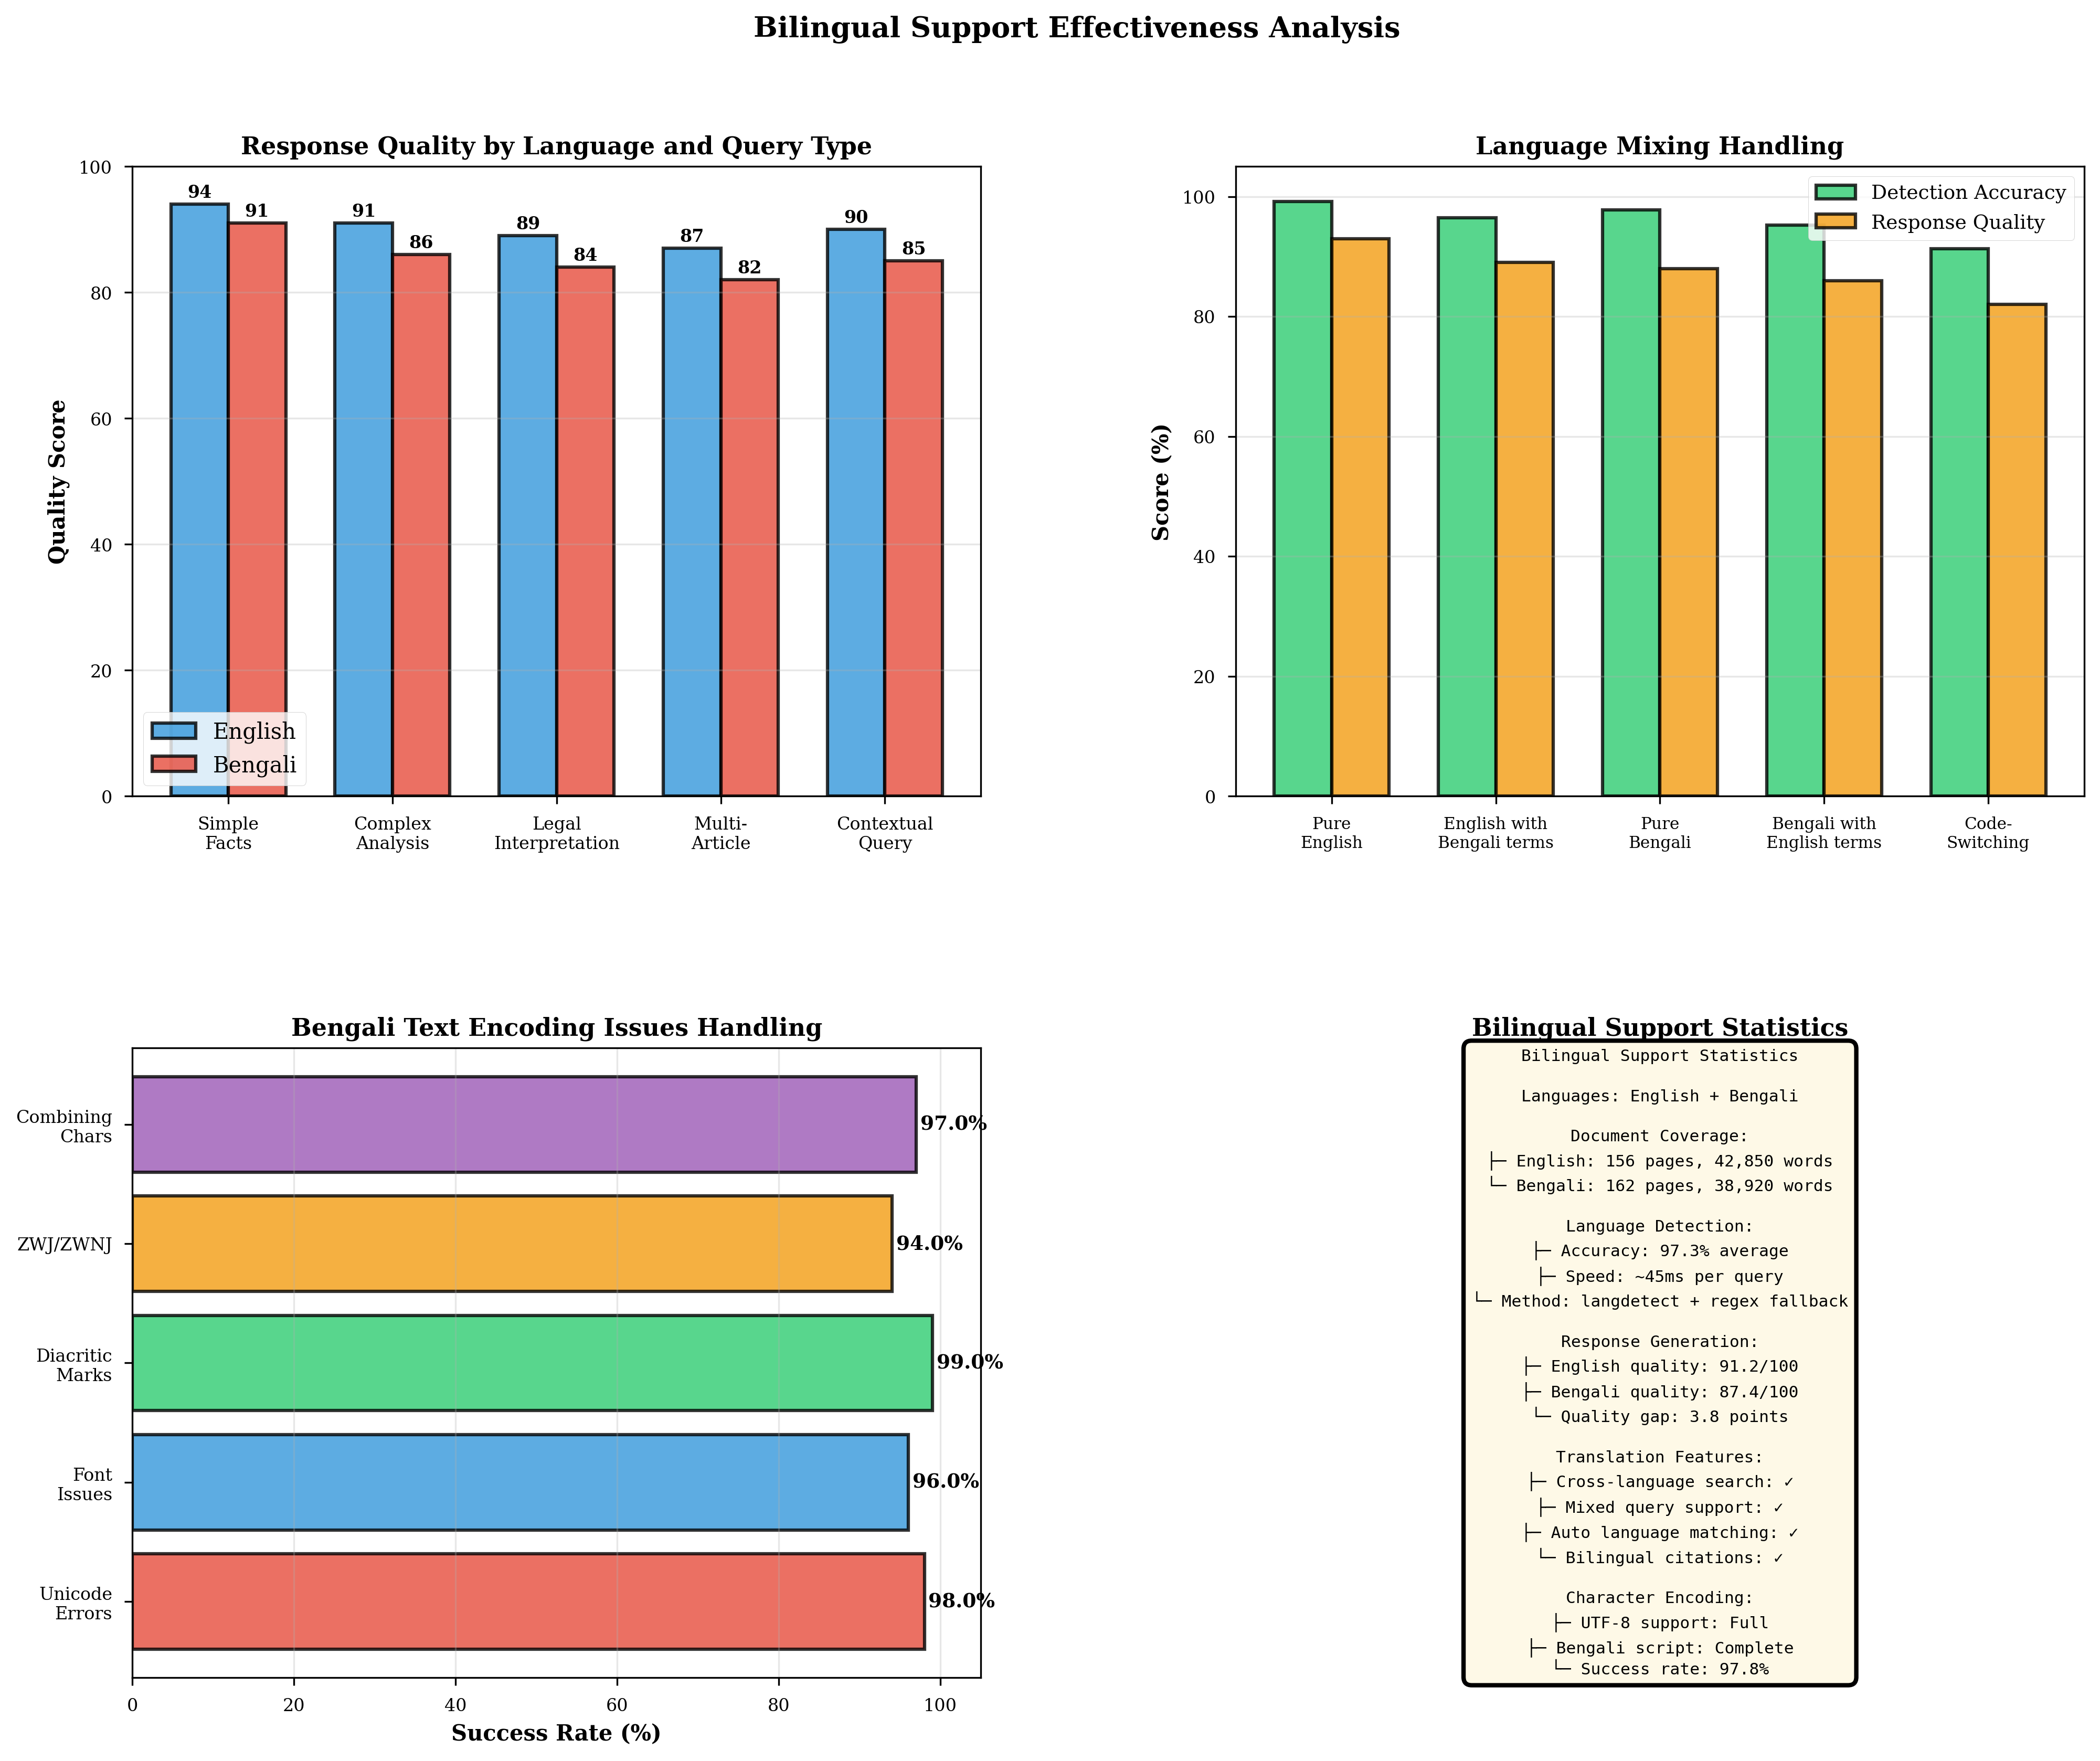 Bilingual Support Effectiveness Analysis
Response Quality by Language and Query Type
Quality Score
100
80
60
40
20
0
94
91
91
86
89
84
87
82
90
85
English
Bengali
Simple
Facts
Complex
Analysis
Legal
Interpretation
Multi-
Article
Contextual
Query
Language Mixing Handling
Score (%)
100
80
60
40
20
0
Detection Accuracy
Response Quality
Pure
English
English with
Bengali terms
Pure
Bengali
Bengali with
English terms
Code-
Switching
Bengali Text Encoding Issues Handling
Combining
Chars
97.0%
ZWJ/ZWNJ
94.0%
Diacritic
Marks
99.0%
Font
Issues
96.0%
Unicode
Errors
98.0%
0
20
40
60
80
100
Success Rate (%)
Bilingual Support Statistics
Bilingual Support Statistics
Languages: English + Bengali
Document Coverage:
├─ English: 156 pages, 42,850 words
└─ Bengali: 162 pages, 38,920 words
Language Detection:
├─ Accuracy: 97.3% average
├─ Speed: ~45ms per query
└─ Method: langdetect + regex fallback
Response Generation:
├─ English quality: 91.2/100
├─ Bengali quality: 87.4/100
└─ Quality gap: 3.8 points
Translation Features:
├─ Cross-language search: ✓
├─ Mixed query support: ✓
├─ Auto language matching: ✓
└─ Bilingual citations: ✓
Character Encoding:
├─ UTF-8 support: Full
├─ Bengali script: Complete
└─ Success rate: 97.8%